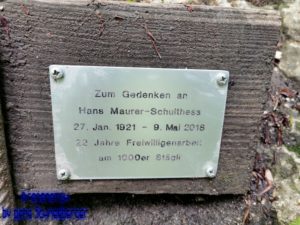 Zum Gedenken an
Hans Maurer-Schulthess
27. Jan. 1921 - 9. Mai 2018
22 Jahre Freiwilligenarbeit
am 1000er Stägli